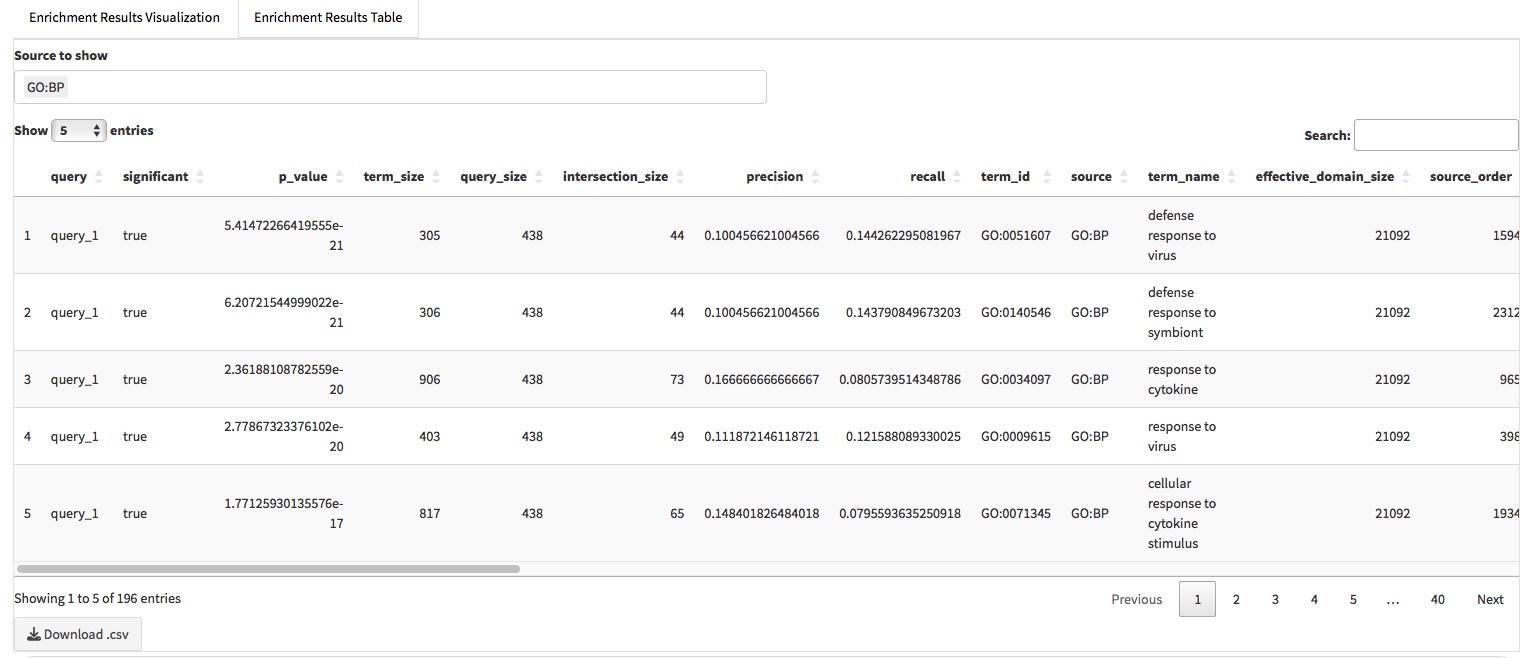 Enrichment Results Visualization Enrichment Results Table
Source to show
GO:BP
Show 5 entries
Search:
query significant p_value term_size query_size intersection_size precision recall term_id source term_name effective_domain_size source_order
1 query_1 true 5.41472266419555e-21 305 438 44 0.100456621004566 0.144262295081967 GO:0051607 GO:BP defense response to virus 21092 1594
2 query_1 true 6.20721544999022e-21 306 438 44 0.100456621004566 0.143790849673203 GO:0140546 GO:BP defense response to symbiont 21092 2312
3 query_1 true 2.36188108782559e-20 906 438 73 0.166666666666667 0.0805739514348786 GO:0034097 GO:BP response to cytokine 21092 965
4 query_1 true 2.77867323376102e-20 403 438 49 0.111872146118721 0.121588089330025 GO:0009615 GO:BP response to virus 21092 398
5 query_1 true 1.77125930135576e-17 817 438 65 0.148401826484018 0.0795593635250918 GO:0071345 GO:BP cellular response to cytokine stimulus 21092 1934
Showing 1 to 5 of 196 entries
Previous 1 2 3 4 5 … 40 Next
Download .csv